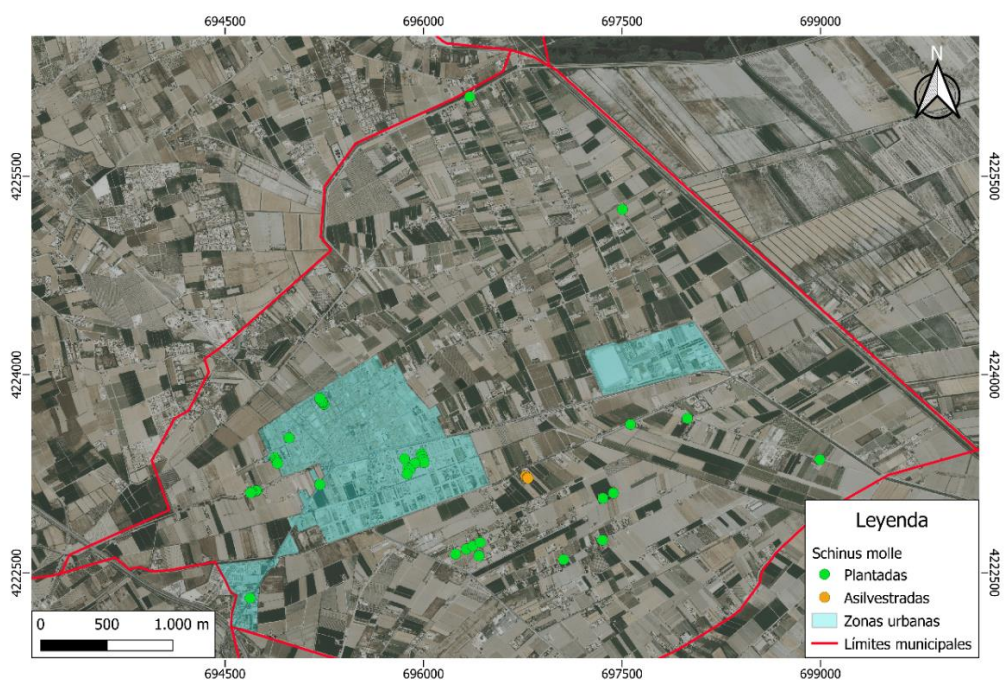 694500 696000 697500 699000
N
4225500 4225500
4224000 4224000
4222500 4222500
Leyenda
Schinus molle
Plantadas
Asilvestradas
Zonas urbanas
Límites municipales
0 500 1.000 m
694500 696000 697500 699000